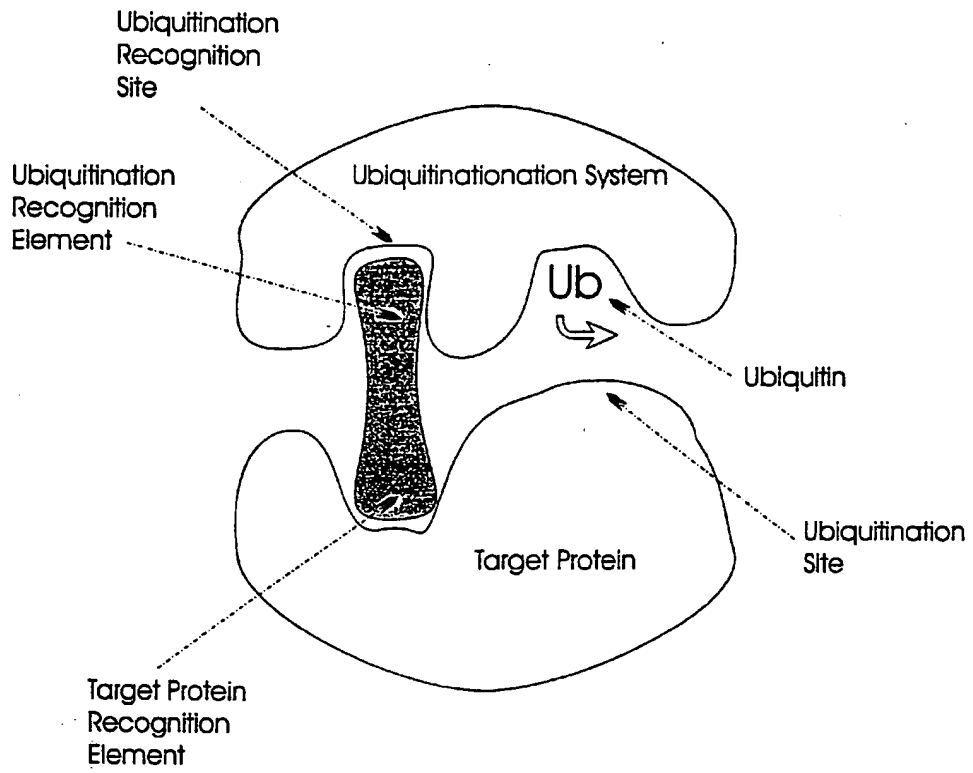 Ubiquitination
Recognition
Site
Ubiquitination
Recognition
Element
Ubiquitinationation System
Ub
Ubiquitin
Ubiquitination
Site
Target Protein
Target Protein
Recognition
Element